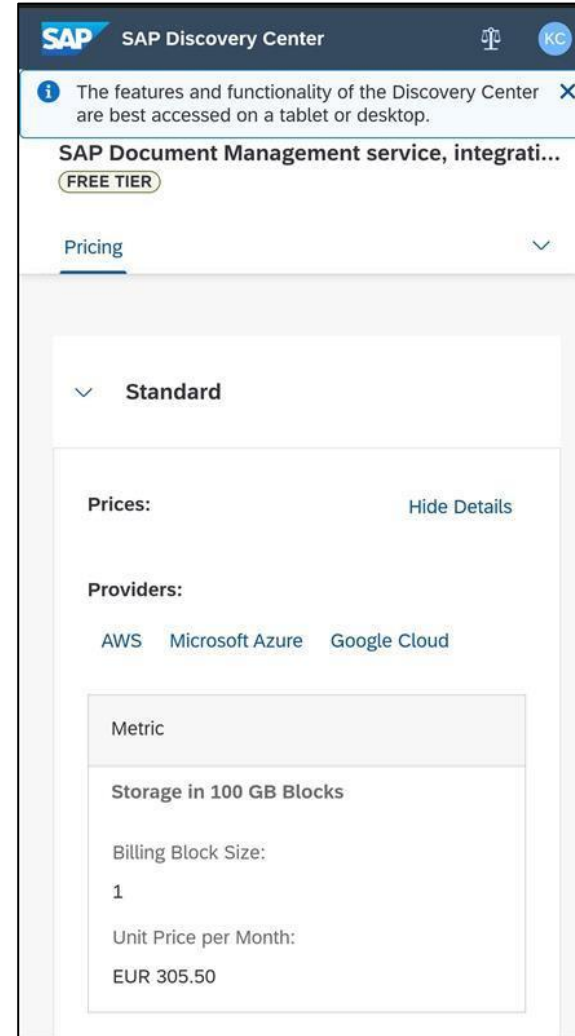 SAP SAP Discovery Center KC
The features and functionality of the Discovery Center
are best accessed on a tablet or desktop.
SAP Document Management service, integrati...
FREE TIER
Pricing
Standard
Prices: Hide Details
Providers:
AWS Microsoft Azure Google Cloud
Metric
Storage in 100 GB Blocks
Billing Block Size:
1
Unit Price per Month:
EUR 305.50